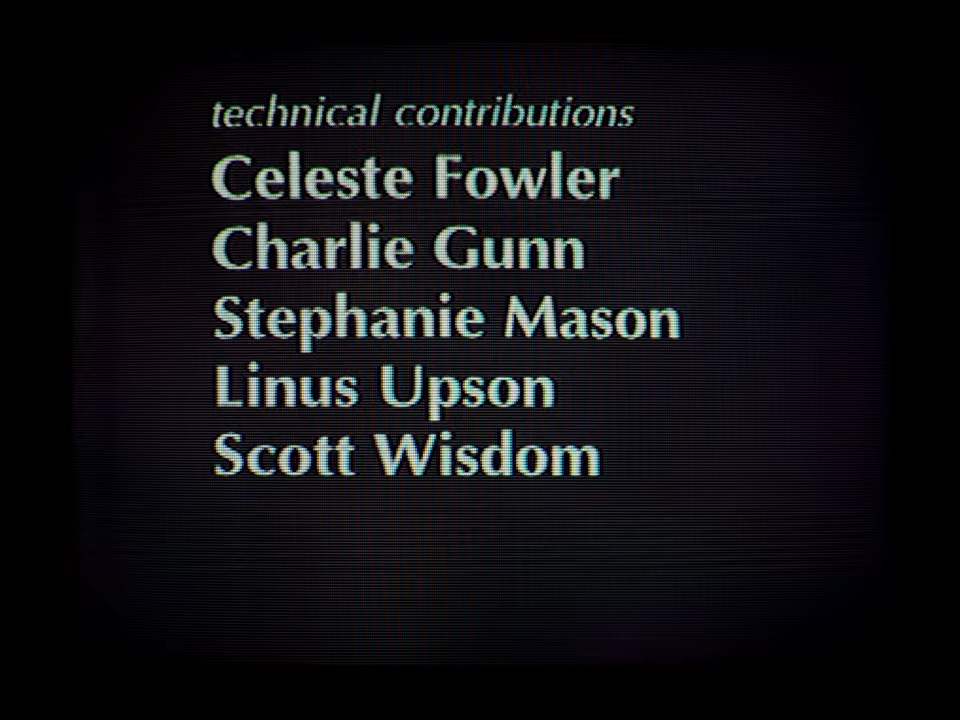 technical contributions
Celeste Fowler
Charlie Gunn
Stephanie Mason
Linus Upson
Scott Wisdom